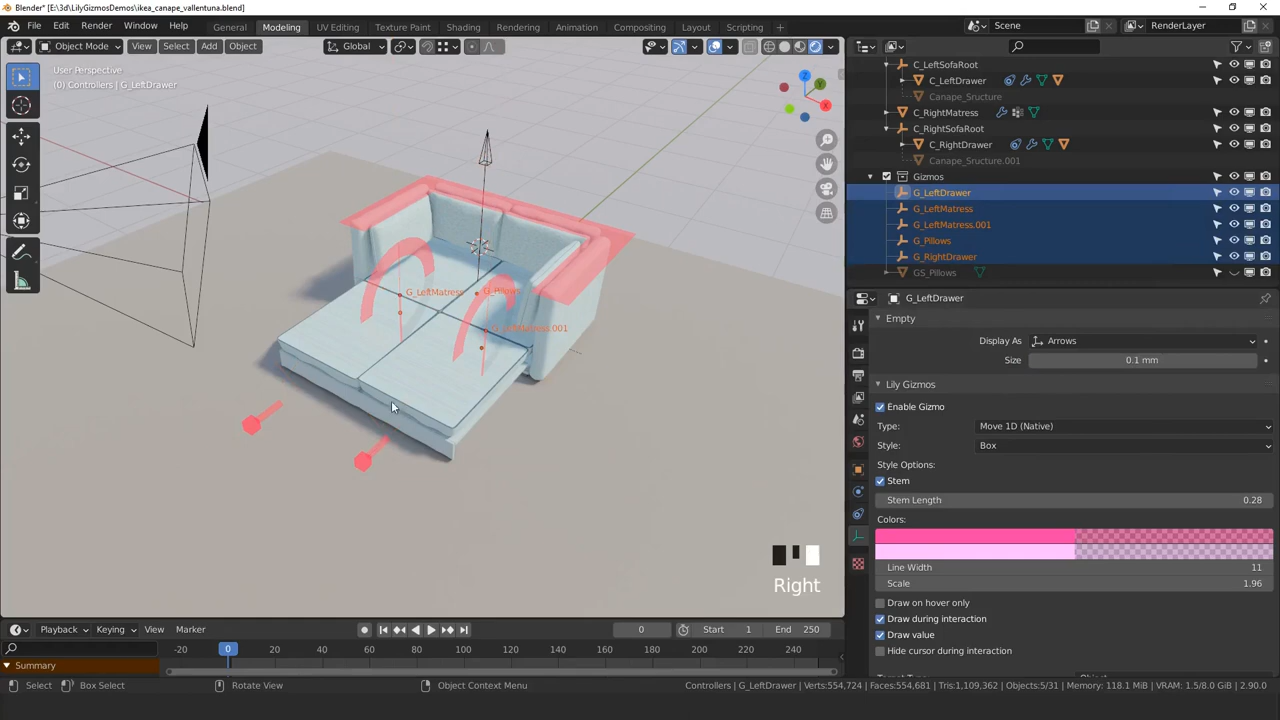 Blender* [E:\3d\LilyGizmosDemos\ikea_canape_vallentuna.blend]
File Edit Render Window Help
General Modeling UV Editing Texture Paint Shading Rendering Animation Compositing Layout Scripting +
Scene RenderLayer
Object Mode View Select Add Object Global
User Perspective
(0) Controllers | G_LeftDrawer
Z
Y
X
G_LeftMatress
G_Pillows
G_LeftMatress.001
Right
C_LeftSofaRoot
C_LeftDrawer
Canape_Sructure
C_RightMatress
C_RightSofaRoot
C_RightDrawer
Canape_Sructure.001
Gizmos
G_LeftDrawer
G_LeftMatress
G_LeftMatress.001
G_Pillows
G_RightDrawer
GS_Pillows
G_LeftDrawer
Empty
Display As Arrows
Size 0.1 mm
Lily Gizmos
Enable Gizmo
Type: Move 1D (Native)
Style: Box
Style Options:
Stem
Stem Length 0.28
Colors:
Line Width 11
Scale 1.96
Draw on hover only
Draw during interaction
Draw value
Hide cursor during interaction
Playback Keying View Marker 0 Start 1 End 250
-20 0 20 40 60 80 100 120 140 160 180 200 220 240
Summary
Select Box Select Rotate View Object Context Menu Controllers | G_LeftDrawer | Verts:554,724 | Faces:554,681 | Tris:1,109,362 | Objects:5/31 | Memory: 118.1 MiB | VRAM: 1.5/8.0 GiB | 2.90.0